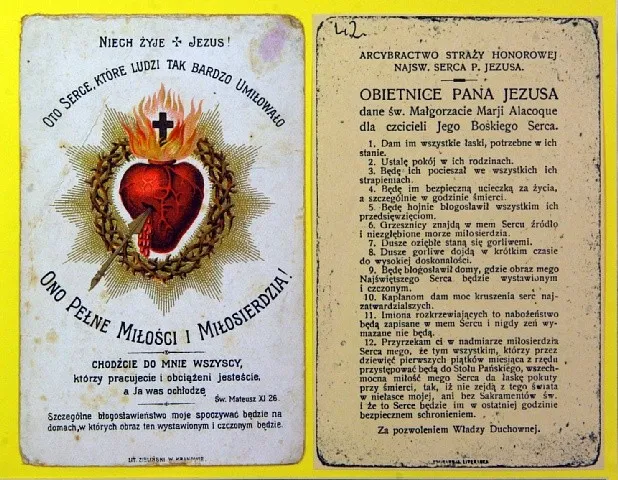 NIECH ŻYJE ✢ JEZUS!
OTO SERCE, KTÓRE LUDZI TAK BARDZO UMIŁOWAŁO
ONO PEŁNE MIŁOŚCI I MIŁOSIERDZIA!
CHODŹCIE DO MNIE WSZYSCY,
którzy pracujecie i obciążeni jesteście,
a Ja was ochłodzę
Św. Mateusz XI 26.
Szczególne błogosławieństwo moje spoczywać będzie na
domach, w których obraz ten wystawionym i czczonym będzie.
LIT. ZIELIŃSKI W KRAKOWIE
42.
ARCYBRACTWO STRAŻY HONOROWEJ
NAJSW. SERCA P. JEZUSA.
OBIETNICE PANA JEZUSA
dane św. Małgorzacie Marji Alacoque
dla czcicieli Jego Boskiego Serca.
1. Dam im wszystkie łaski, potrzebne w ich
stanie.
2. Ustalę pokój w ich rodzinach.
3. Będę ich pocieszał we wszystkich ich
strapieniach.
4. Będę im bezpieczną ucieczką za życia,
a szczególnie w godzinie śmierci.
5. Będę hojnie błogosławił wszystkim ich
przedsięwzięciom.
6. Grzesznicy znajdą w mem Sercu źródło
i niezgłębione morze miłosierdzia.
7. Dusze oziębłe staną się gorliwemi.
8. Dusze gorliwe dojdą w krótkim czasie
do wysokiej doskonałości.
9. Będę błogosławił domy, gdzie obraz mego
Najświętszego Serca będzie wystawionym
i czczonym.
10. Kapłanom dam moc kruszenia serc naj-
zatwardzialszych.
11. Imiona rozkrzewiających to nabożeństwo
będą zapisane w mem Sercu i nigdy zeń wy-
mazane nie będą.
12. Przyrzekam ci w nadmiarze miłosierdzia
Serca mego, że tym wszystkim, którzy przez
dziewięć pierwszych piątków miesiąca z rzędu
przystępować będą do Stołu Pańskiego, wszech-
mocna miłość mego Serca da łaskę pokuty
przy śmierci, tak, iż nie zejdą z tego świata
w niełasce mojej, ani bez Sakramentów św.
i że to Serce będzie im w ostatniej godzinie
bezpiecznem schronieniem.
Za pozwoleniem Władzy Duchownej.